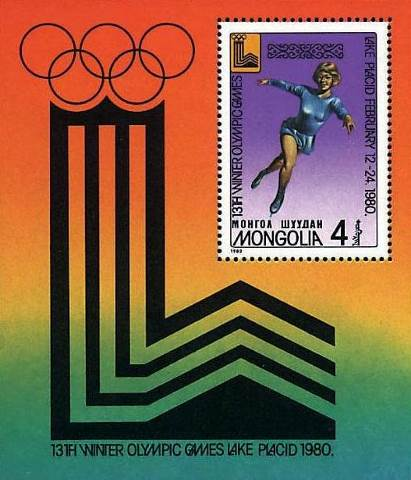 13TH WINTER OLYMPIC GAMES
LAKE PLACID FEBRUARY 12-24. 1980.
МОНГОЛ ШУУДАН
MONGOLIA 4
1980
13TH WINTER OLYMPIC GAMES LAKE PLACID 1980.